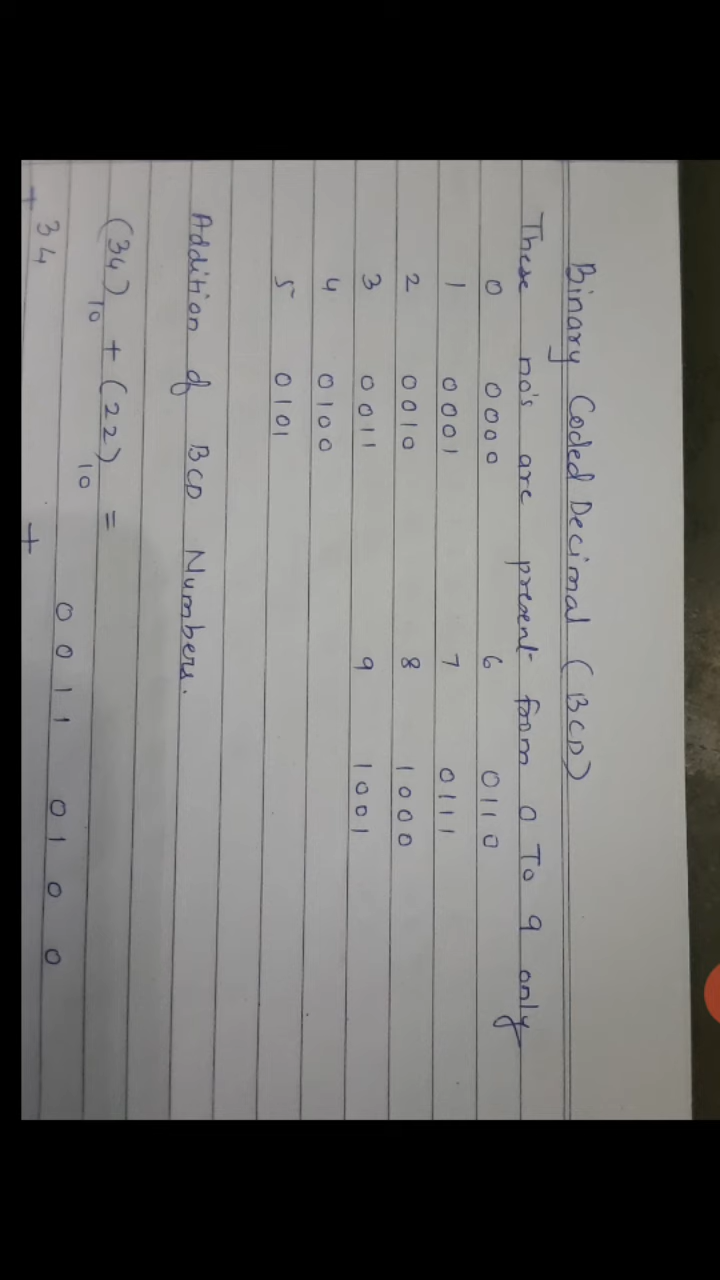 Binary Coded Decimal (BCD)
These no's are present from 0 To 9 only
0 0000 6 0110
1 0001 7 0111
2 0010 8 1000
3 0011 9 1001
4 0100
5 0101
Addition of BCD Numbers.
(34)10 + (22)10 =
34 0011 0100
+ +